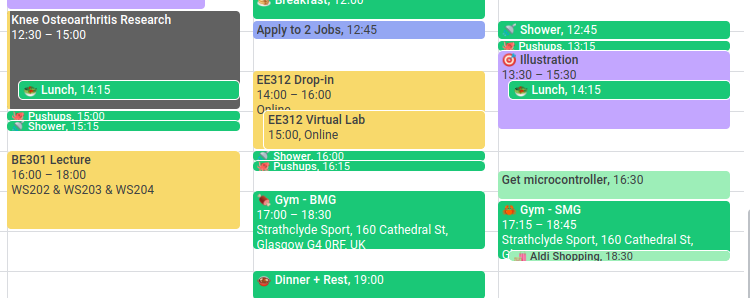 Knee Osteoarthritis Research
12:30 – 15:00
Lunch, 14:15
Pushups, 15:00
Shower, 15:15
BE301 Lecture
16:00 – 18:00
WS202 & WS203 & WS204
Breakfast, 12:00
Apply to 2 Jobs, 12:45
EE312 Drop-in
14:00 – 16:00
Online
EE312 Virtual Lab
15:00, Online
Shower, 16:00
Pushups, 16:15
Gym - BMG
17:00 – 18:30
Strathclyde Sport, 160 Cathedral St,
Glasgow G4 0RF, UK
Dinner + Rest, 19:00
Shower, 12:45
Pushups, 13:15
Illustration
13:30 – 15:30
Lunch, 14:15
Get microcontroller, 16:30
Gym - SMG
17:15 – 18:45
Strathclyde Sport, 160 Cathedral St,
Aldi Shopping, 18:30